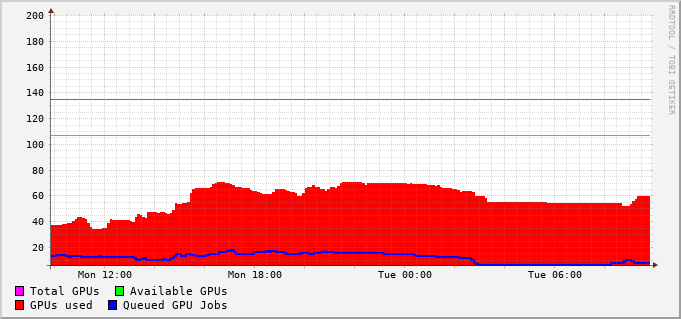 200
180
160
140
120
100
80
60
40
20
Mon 12:00 Mon 18:00 Tue 00:00 Tue 06:00
Total GPUs Available GPUs
GPUs used Queued GPU Jobs
RRDTOOL / TOBI OETIKER